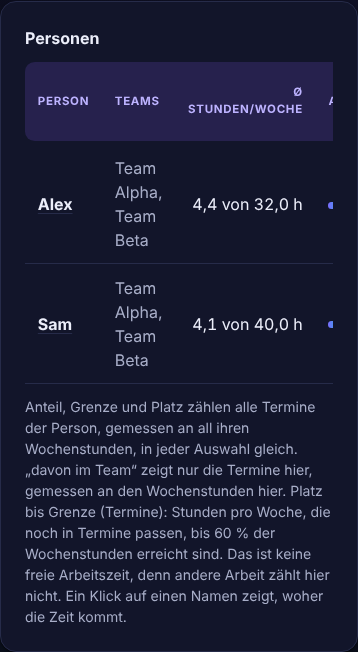 Personen
PERSON TEAMS Ø STUNDEN/WOCHE
Alex Team Alpha, Team Beta 4,4 von 32,0 h
Sam Team Alpha, Team Beta 4,1 von 40,0 h
Anteil, Grenze und Platz zählen alle Termine
der Person, gemessen an all ihren
Wochenstunden, in jeder Auswahl gleich.
„davon im Team“ zeigt nur die Termine hier,
gemessen an den Wochenstunden hier. Platz
bis Grenze (Termine): Stunden pro Woche, die
noch in Termine passen, bis 60 % der
Wochenstunden erreicht sind. Das ist keine
freie Arbeitszeit, denn andere Arbeit zählt hier
nicht. Ein Klick auf einen Namen zeigt, woher
die Zeit kommt.